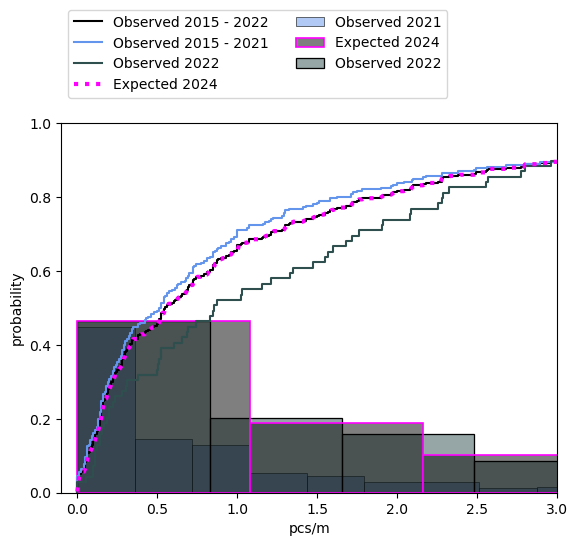 Observed 2015 - 2022
Observed 2015 - 2021
Observed 2022
Expected 2024
Observed 2021
Expected 2024
Observed 2022
1.0
0.8
0.6
0.4
0.2
0.0
probability
0.0 0.5 1.0 1.5 2.0 2.5 3.0
pcs/m